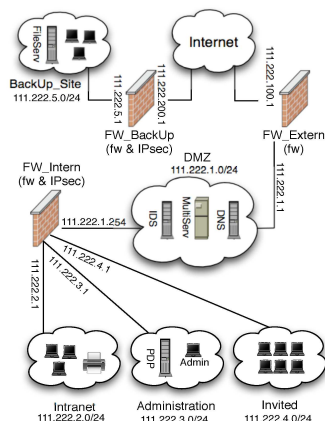 FileServ
Internet
BackUp_Site
111.222.5.0/24
111.222.5.1
111.222.200.1
111.222.100.1
FW_BackUp
(fw & IPsec)
FW_Extern
(fw)
DMZ
111.222.1.0/24
FW_Intern
(fw & IPsec)
111.222.1.1
111.222.1.254
IDS
MultiServ
DNS
111.222.2.1
111.222.3.1
111.222.4.1
PDP
Admin
Intranet
111.222.2.0/24
Administration
111.222.3.0/24
Invited
111.222.4.0/24